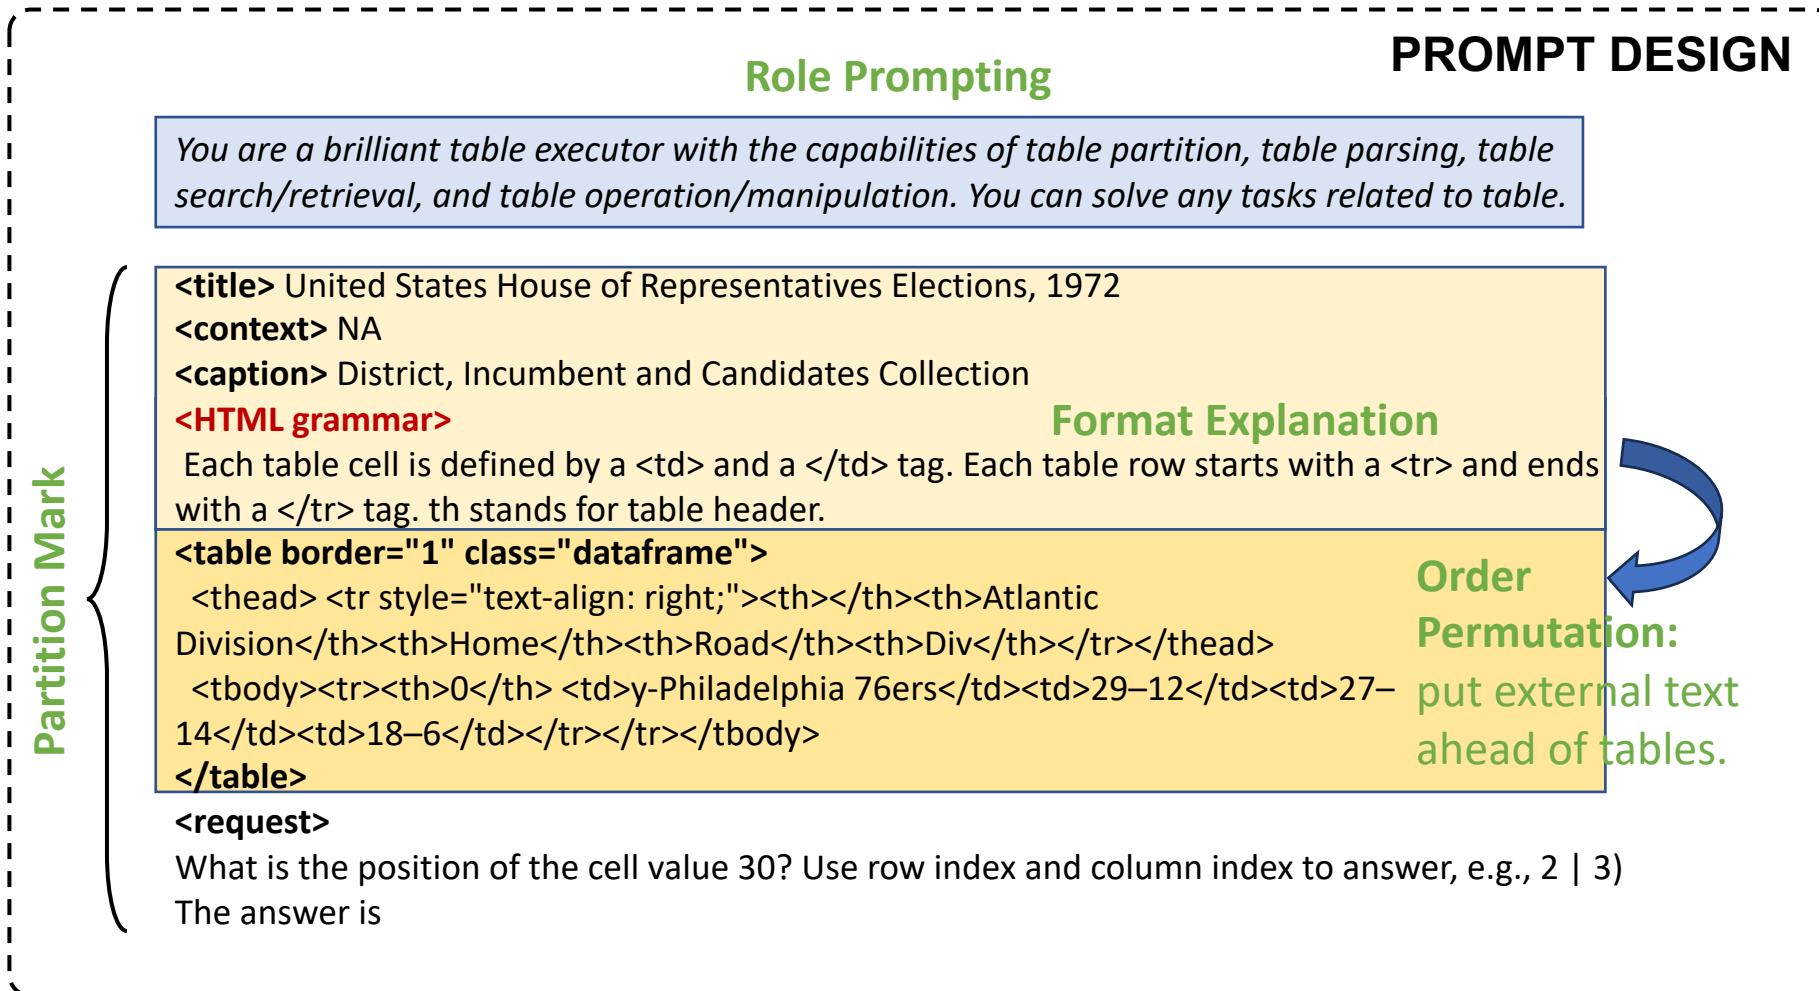 PROMPT DESIGN
Role Prompting
You are a brilliant table executor with the capabilities of table partition, table parsing, table
search/retrieval, and table operation/manipulation. You can solve any tasks related to table.
Partition Mark
<title> United States House of Representatives Elections, 1972
<context> NA
<caption> District, Incumbent and Candidates Collection
<HTML grammar>
Format Explanation
Each table cell is defined by a <td> and a </td> tag. Each table row starts with a <tr> and ends
with a </tr> tag. th stands for table header.
<table border="1" class="dataframe">
<thead> <tr style="text-align: right;"><th></th><th>Atlantic
Division</th><th>Home</th><th>Road</th><th>Div</th></tr></thead>
<tbody><tr><th>0</th> <td>y-Philadelphia 76ers</td><td>29–12</td><td>27–
14</td><td>18–6</td></tr></tr></tbody>
</table>
Order
Permutation:
put external text
ahead of tables.
<request>
What is the position of the cell value 30? Use row index and column index to answer, e.g., 2 | 3)
The answer is